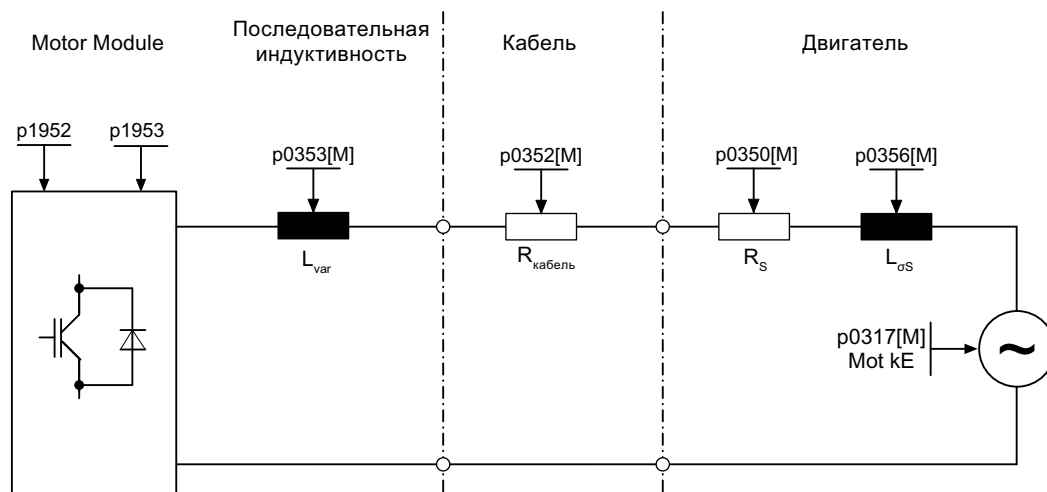 Motor Module
Последовательная
индуктивность
Кабель
Двигатель
p1952
p1953
p0353[M]
p0352[M]
p0350[M]
p0356[M]
Lvar
Rкабель
RS
LσS
p0317[M]
Mot kE
~